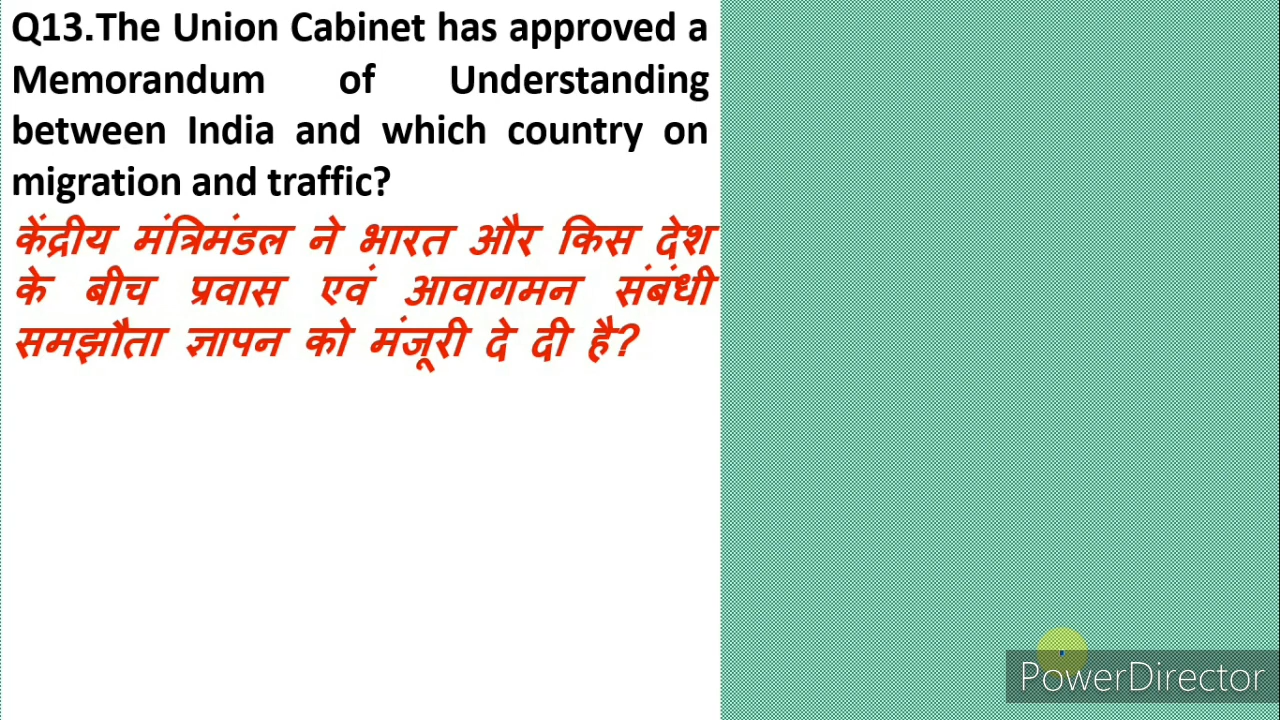 Q13.The Union Cabinet has approved a
Memorandum of Understanding
between India and which country on
migration and traffic?
केंद्रीय मंत्रिमंडल ने भारत और किस देश
के बीच प्रवास एवं आवागमन संबंधी
समझौता ज्ञापन को मंजूरी दे दी है?
PowerDirector